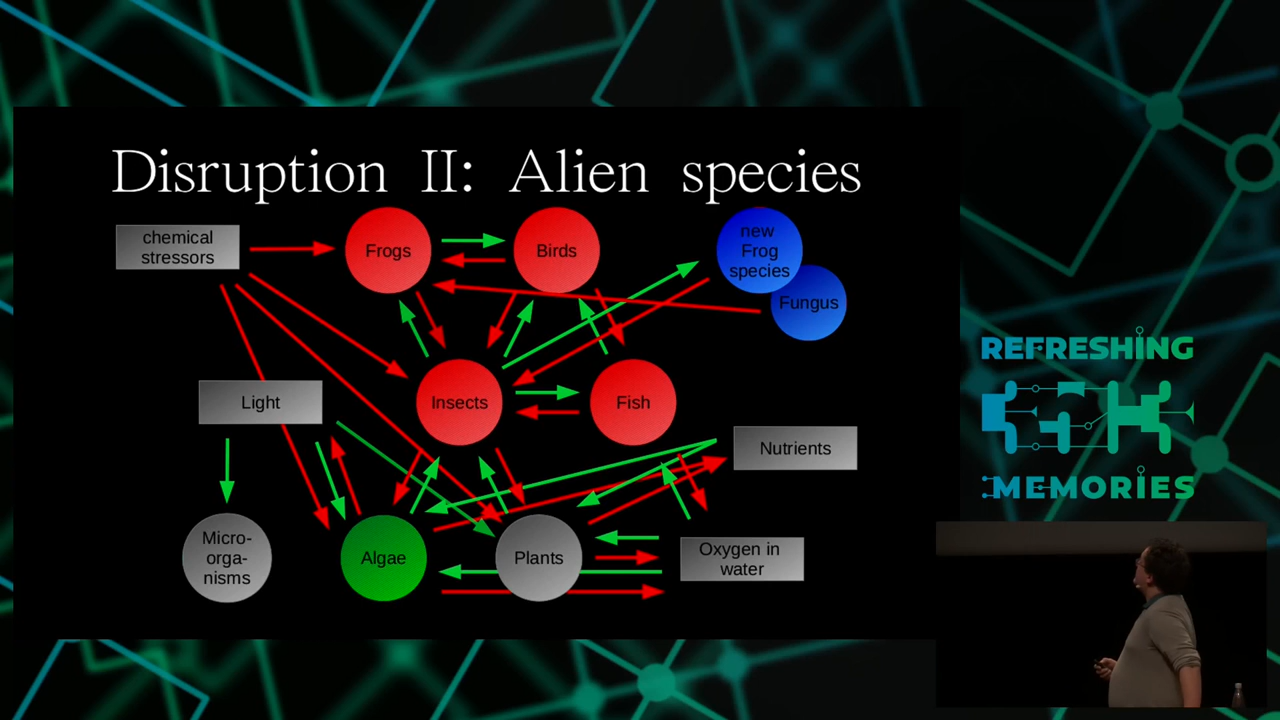 Disruption II: Alien species
chemical
stressors
Frogs
Birds
new
Frog
species
Fungus
Light
Insects
Fish
Nutrients
Micro-
orga-
nisms
Algae
Plants
Oxygen in
water
REFRESHING
MEMORIES